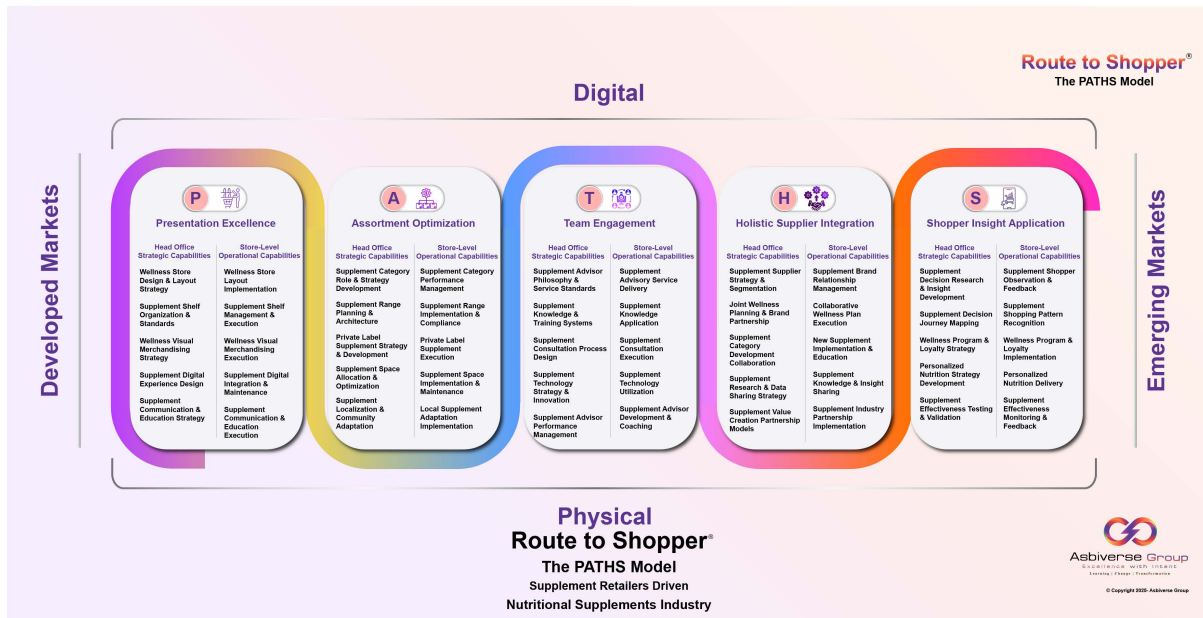 Route to Shopper®
The PATHS Model
Digital
Developed Markets
Emerging Markets
P
Presentation Excellence
Head Office
Strategic Capabilities
Wellness Store
Design & Layout
Strategy
Supplement Shelf
Organization &
Standards
Wellness Visual
Merchandising
Strategy
Supplement Digital
Experience Design
Supplement
Communication &
Education Strategy
Store-Level
Operational Capabilities
Wellness Store
Layout
Implementation
Supplement Shelf
Management &
Execution
Wellness Visual
Merchandising
Execution
Supplement Digital
Integration &
Maintenance
Supplement
Communication &
Education
Execution
A
Assortment Optimization
Head Office
Strategic Capabilities
Supplement Category
Role & Strategy
Development
Supplement Range
Planning &
Architecture
Private Label
Supplement Strategy
& Development
Supplement Space
Allocation &
Optimization
Supplement
Localization &
Community
Adaptation
Store-Level
Operational Capabilities
Supplement Category
Performance
Management
Supplement Range
Implementation &
Compliance
Private Label
Supplement
Execution
Supplement Space
Implementation &
Maintenance
Local Supplement
Adaptation
Implementation
T
Team Engagement
Head Office
Strategic Capabilities
Supplement Advisor
Philosophy &
Service Standards
Supplement
Knowledge &
Training Systems
Supplement
Consultation Process
Design
Supplement
Technology
Strategy &
Innovation
Supplement Advisor
Performance
Management
Store-Level
Operational Capabilities
Supplement
Advisory Service
Delivery
Supplement
Knowledge
Application
Supplement
Consultation
Execution
Supplement
Technology
Utilization
Supplement Advisor
Development &
Coaching
H
Holistic Supplier Integration
Head Office
Strategic Capabilities
Supplement Supplier
Strategy &
Segmentation
Joint Wellness
Planning & Brand
Partnership
Supplement
Category
Development
Collaboration
Supplement
Research & Data
Sharing Strategy
Supplement Value
Creation Partnership
Models
Store-Level
Operational Capabilities
Supplement Brand
Relationship
Management
Collaborative
Wellness Plan
Execution
New Supplement
Implementation &
Education
Supplement
Knowledge & Insight
Sharing
Supplement Industry
Partnership
Implementation
S
Shopper Insight Application
Head Office
Strategic Capabilities
Supplement
Decision Research
& Insight
Development
Supplement Decision
Journey Mapping
Wellness Program &
Loyalty Strategy
Personalized
Nutrition Strategy
Development
Supplement
Effectiveness Testing
& Validation
Store-Level
Operational Capabilities
Supplement Shopper
Observation &
Feedback
Supplement
Shopping Pattern
Recognition
Wellness Program &
Loyalty
Implementation
Personalized
Nutrition Delivery
Supplement
Effectiveness
Monitoring &
Feedback
Physical
Route to Shopper®
The PATHS Model
Supplement Retailers Driven
Nutritional Supplements Industry
Asbiverse Group
Excellence with Intent
Learning | Change | Transformation
© Copyright 2025- Asbiverse Group